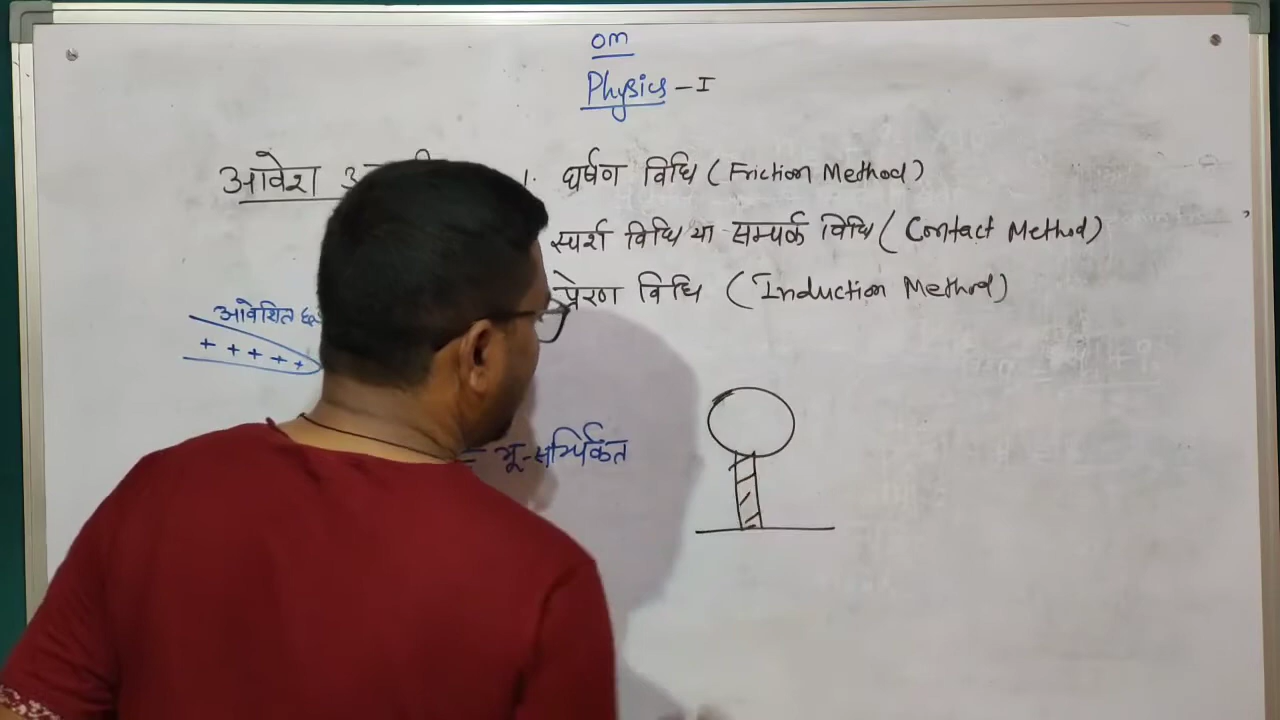 om
Physics - I
आवेश
1. घर्षण विधि (Friction Method)
स्पर्श विधि या सम्पर्क विधि (Contact Method)
प्रेरण विधि (Induction Method)
आवेशित
+ + + + +
= भू-सम्पर्कित